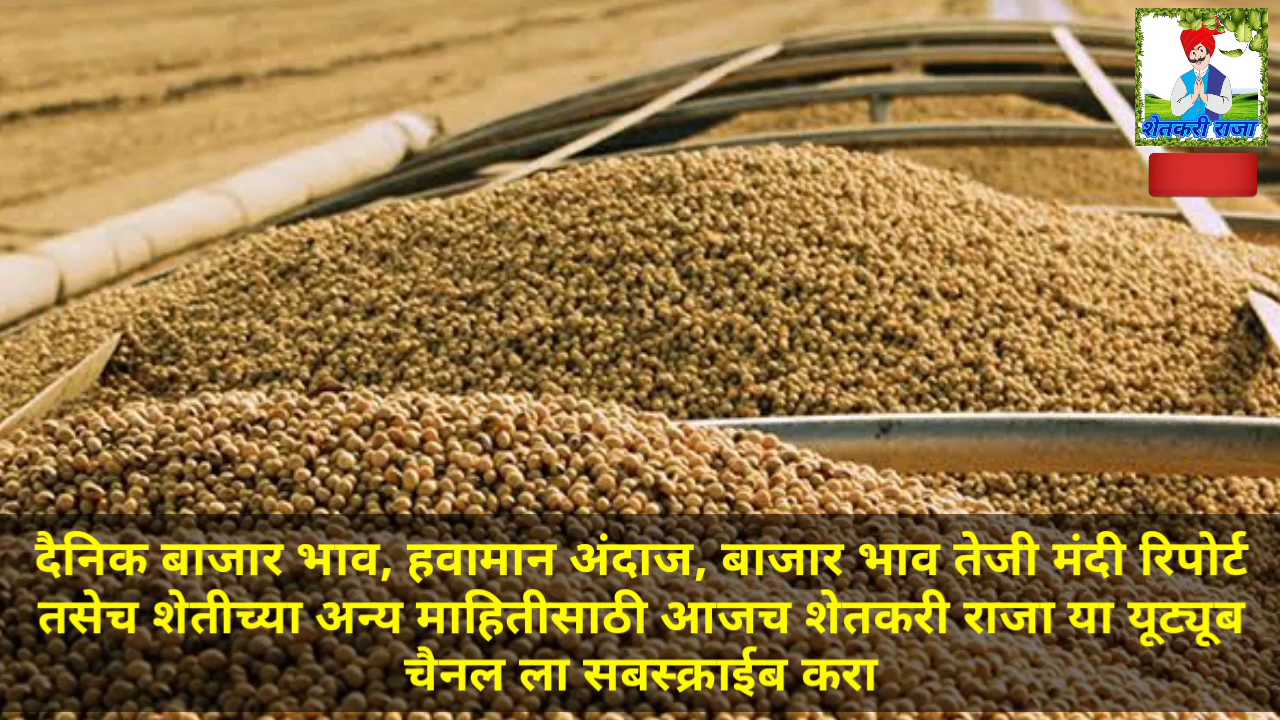 शेतकरी राजा
दैनिक बाजार भाव, हवामान अंदाज, बाजार भाव तेजी मंदी रिपोर्ट
तसेच शेतीच्या अन्य माहितीसाठी आजच शेतकरी राजा या यूट्यूब
चैनल ला सबस्क्राईब करा